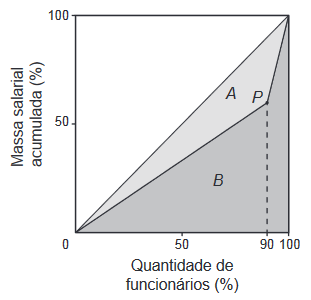 Massa salarial
acumulada (%)
100
50
0
A
P
B
50
90 100
Quantidade de
funcionários (%)